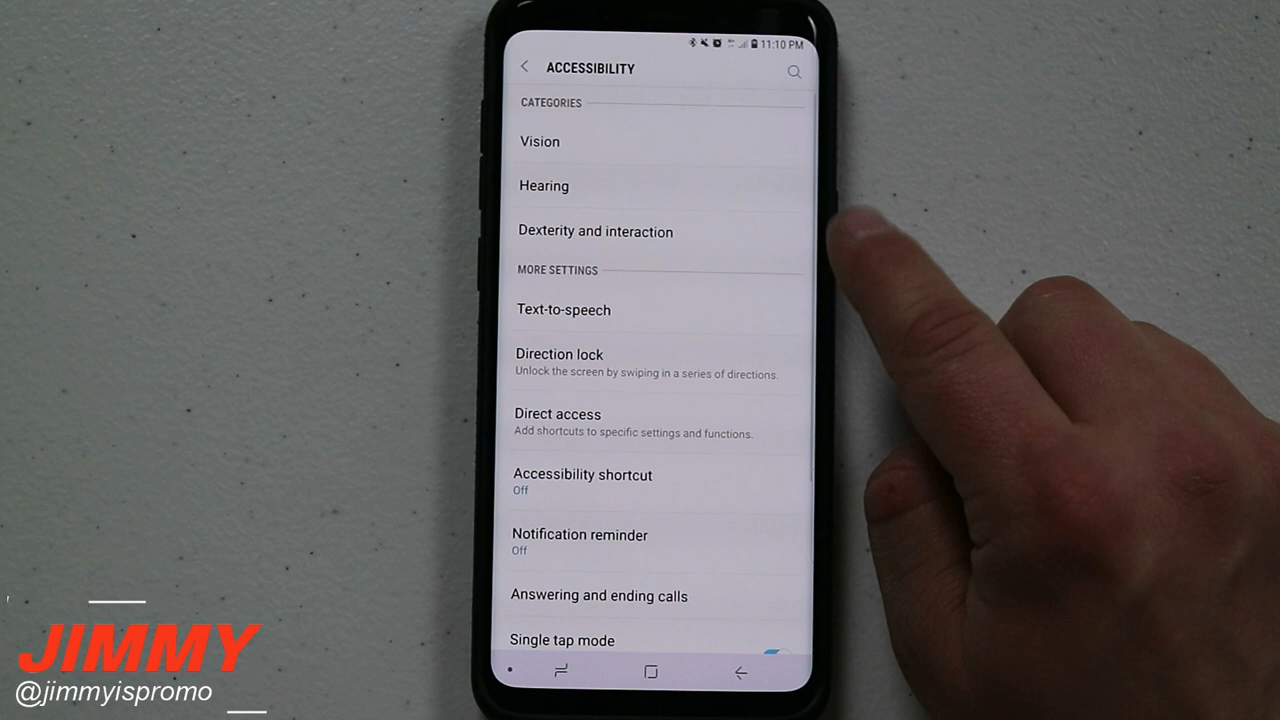 11:10 PM
ACCESSIBILITY
CATEGORIES
Vision
Hearing
Dexterity and interaction
MORE SETTINGS
Text-to-speech
Direction lock
Unlock the screen by swiping in a series of directions.
Direct access
Add shortcuts to specific settings and functions.
Accessibility shortcut
Off
Notification reminder
Off
Answering and ending calls
Single tap mode
JIMMY
@jimmyispromo